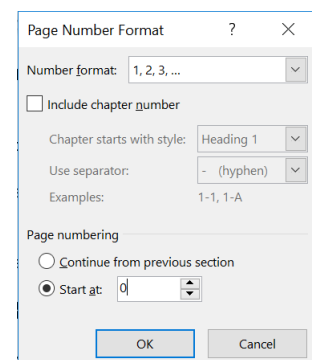 Page Number Format ?
Number format: 1, 2, 3, ...
Include chapter number
Chapter starts with style: Heading 1
Use separator: - (hyphen)
Examples: 1-1, 1-A
Page numbering
Continue from previous section
Start at: 0
OK Cancel